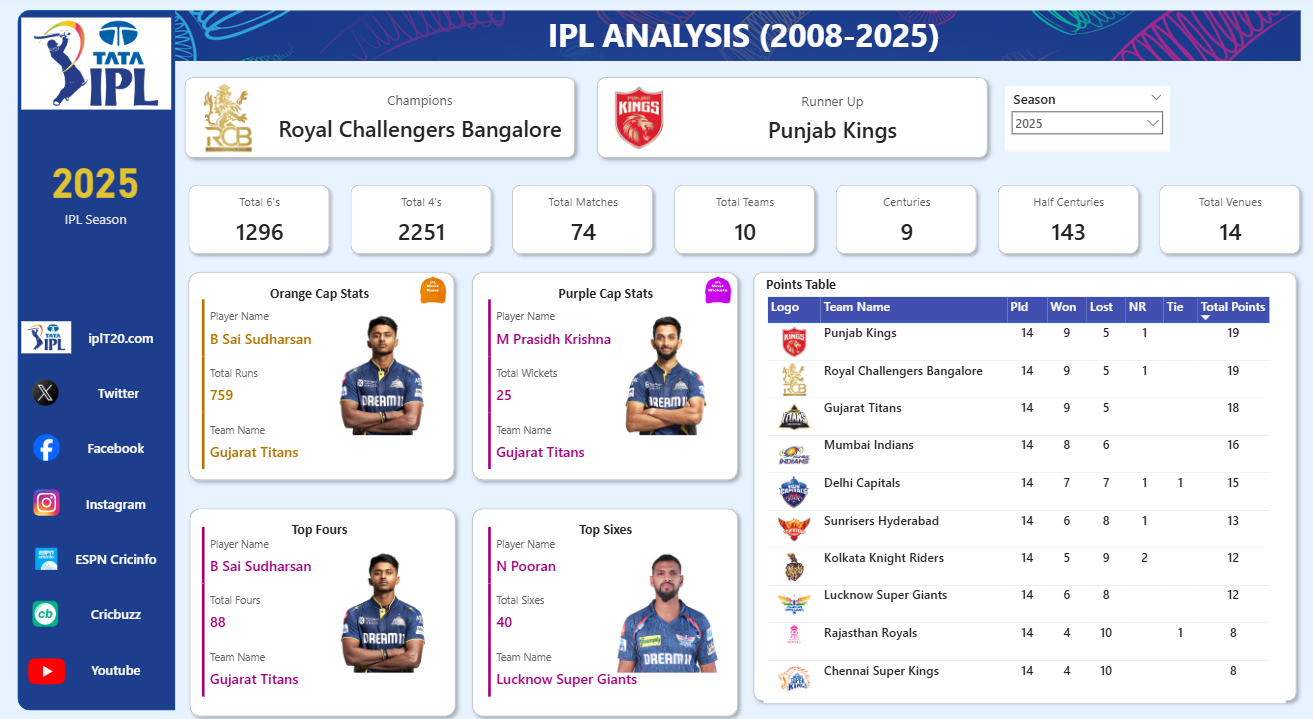 TATA
IPL
IPL ANALYSIS (2008-2025)
Champions
Royal Challengers Bangalore
RCB
Runner Up
Punjab Kings
PUNJAB
KINGS
Season
2025
2025
IPL Season
Total 6's
1296
Total 4's
2251
Total Matches
74
Total Teams
10
Centuries
9
Half Centuries
143
Total Venues
14
iplT20.com
Twitter
Facebook
Instagram
ESPN Cricinfo
Cricbuzz
Youtube
Orange Cap Stats
Player Name
B Sai Sudharsan
Total Runs
759
Team Name
Gujarat Titans
DREAM11
Purple Cap Stats
Player Name
M Prasidh Krishna
Total Wickets
25
Team Name
Gujarat Titans
DREAM11
Top Fours
Player Name
B Sai Sudharsan
Total Fours
88
Team Name
Gujarat Titans
DREAM11
Top Sixes
Player Name
N Pooran
Total Sixes
40
Team Name
Lucknow Super Giants
DREAM11
Points Table
Logo Team Name Pld Won Lost NR Tie Total Points
Punjab Kings 14 9 5 1 19
Royal Challengers Bangalore 14 9 5 1 19
Gujarat Titans 14 9 5 18
Mumbai Indians 14 8 6 16
Delhi Capitals 14 7 7 1 1 15
Sunrisers Hyderabad 14 6 8 1 13
Kolkata Knight Riders 14 5 9 2 12
Lucknow Super Giants 14 6 8 12
Rajasthan Royals 14 4 10 1 8
Chennai Super Kings 14 4 10 8